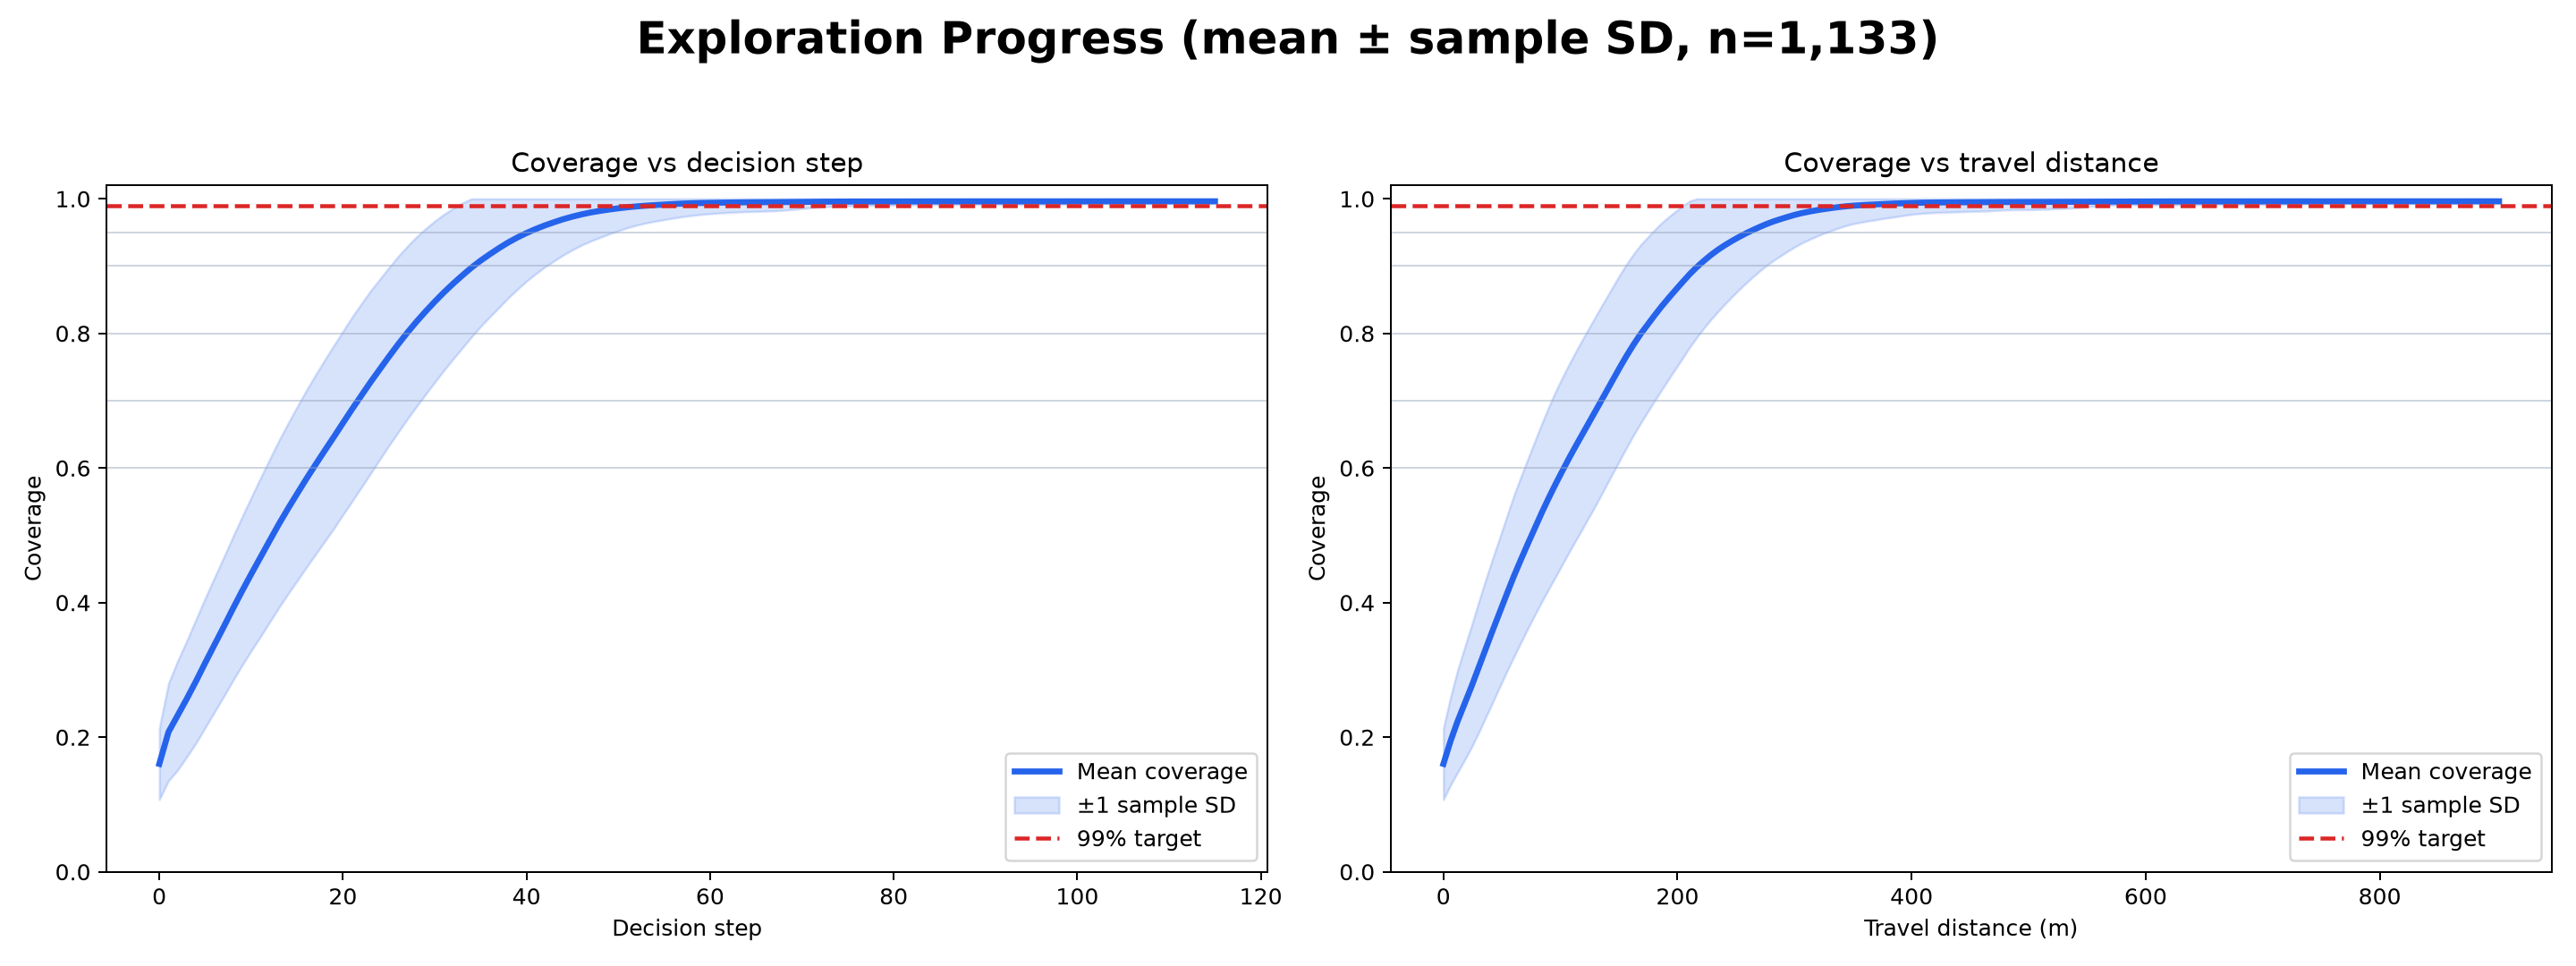 Exploration Progress (mean ± sample SD, n=1,133)
Coverage vs decision step
1.0
0.8
0.6
0.4
0.2
0.0
Coverage
0 20 40 60 80 100 120
Decision step
Mean coverage
±1 sample SD
99% target
Coverage vs travel distance
1.0
0.8
0.6
0.4
0.2
0.0
Coverage
0 200 400 600 800
Travel distance (m)
Mean coverage
±1 sample SD
99% target